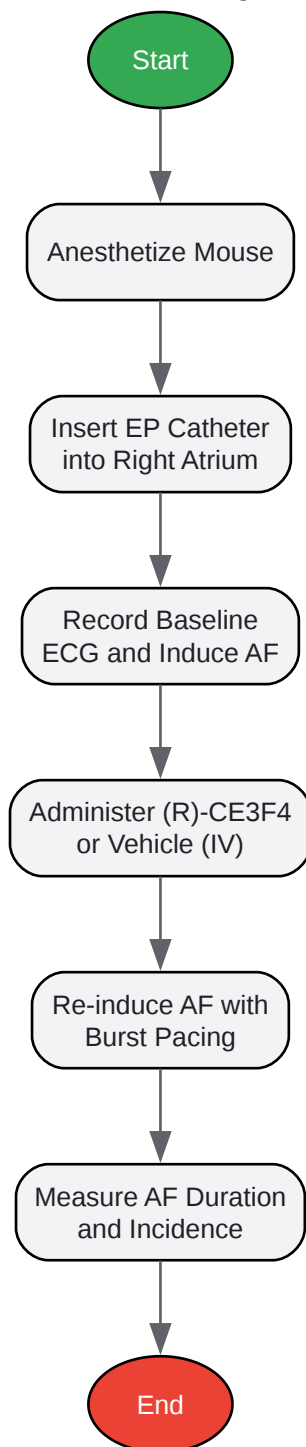 Start
Anesthetize Mouse
Insert EP Catheter
into Right Atrium
Record Baseline
ECG and Induce AF
Administer (R)-CE3F4
or Vehicle (IV)
Re-induce AF with
Burst Pacing
Measure AF Duration
and Incidence
End